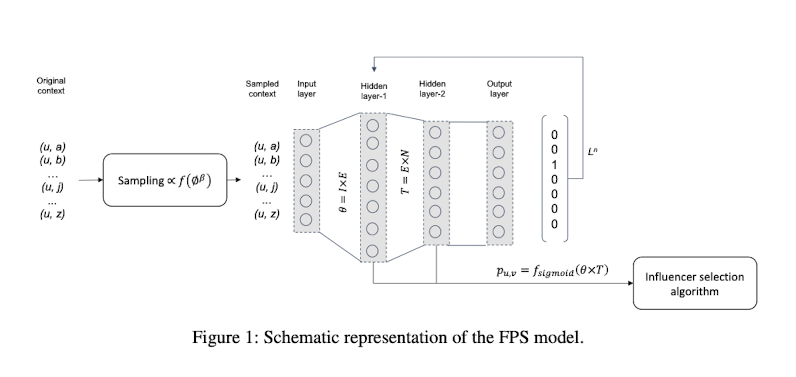 Original
context
Sampled
context
Input
layer
Hidden
layer-1
Hidden
layer-2
Output
layer
(u, a)
(u, b)
...
(u, j)
...
(u, z)
Sampling ∝ f(Ø^β)
(u, a)
(u, b)
...
(u, j)
...
(u, z)
θ = I×E
T = E×N
0
0
1
0
0
0
0
L^n
p_{u,v} = f_{sigmoid}(θ×T)
Influencer selection
algorithm
Figure 1: Schematic representation of the FPS model.